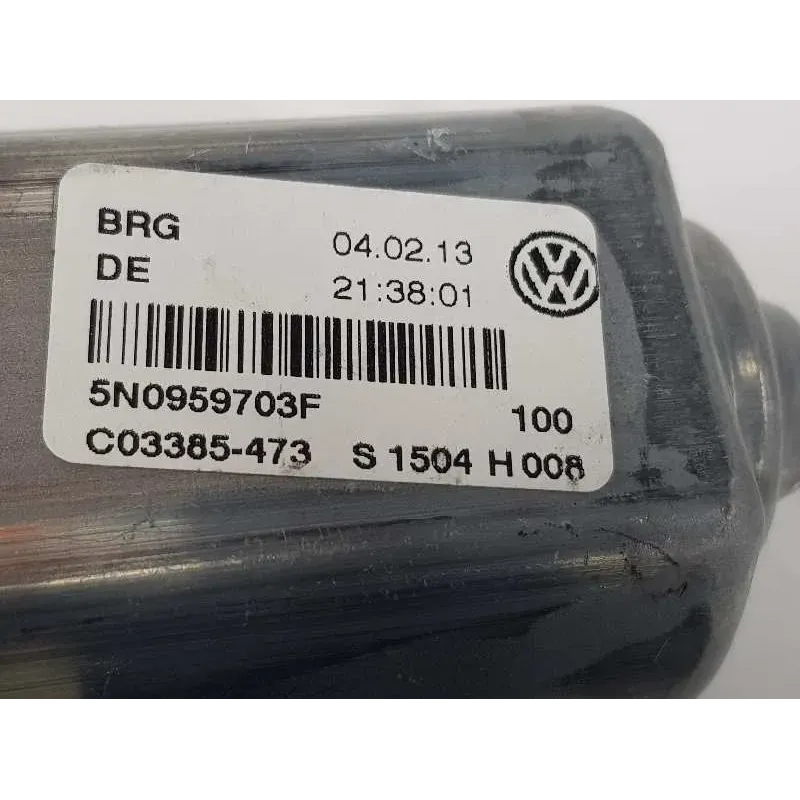 BRG 04.02.13
DE 21:38:01
5N0959703F 100
C03385-473 S 1504 H 008